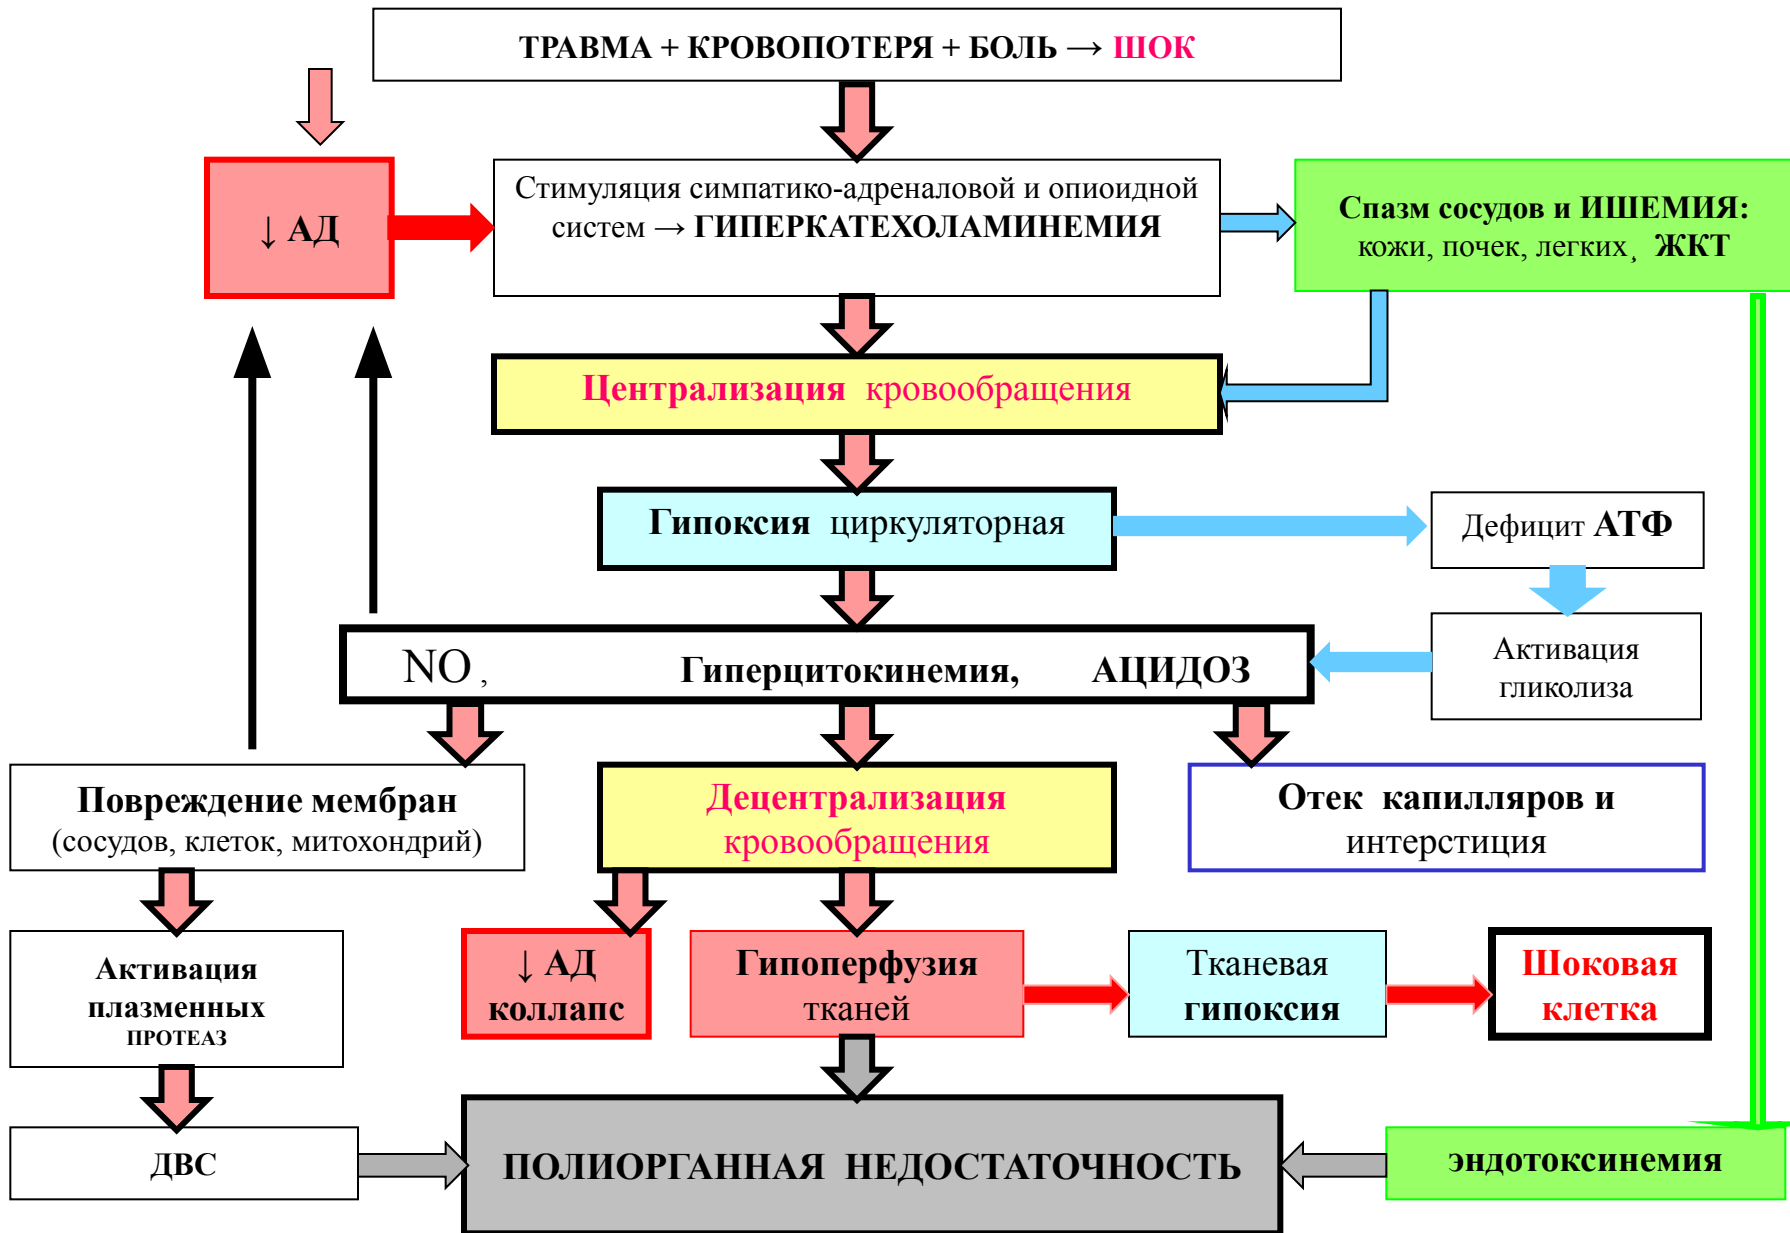 ТРАВМА + КРОВОПОТЕРЯ + БОЛЬ → ШОК
↓ АД
Стимуляция симпатико-адреналовой и опиоидной
систем → ГИПЕРКАТЕХОЛАМИНЕМИЯ
Спазм сосудов и ИШЕМИЯ:
кожи, почек, легких, ЖКТ
Централизация кровообращения
Гипоксия циркуляторная
Дефицит АТФ
Активация
гликолиза
NO, Гиперцитокинемия, АЦИДОЗ
Повреждение мембран
(сосудов, клеток, митохондрий)
Децентрализация
кровообращения
Отек капилляров и
интерстиция
Активация
плазменных
ПРОТЕАЗ
↓ АД
коллапс
Гипоперфузия
тканей
Тканевая
гипоксия
Шоковая
клетка
ДВС
ПОЛИОРГАННАЯ НЕДОСТАТОЧНОСТЬ
эндотоксинемия